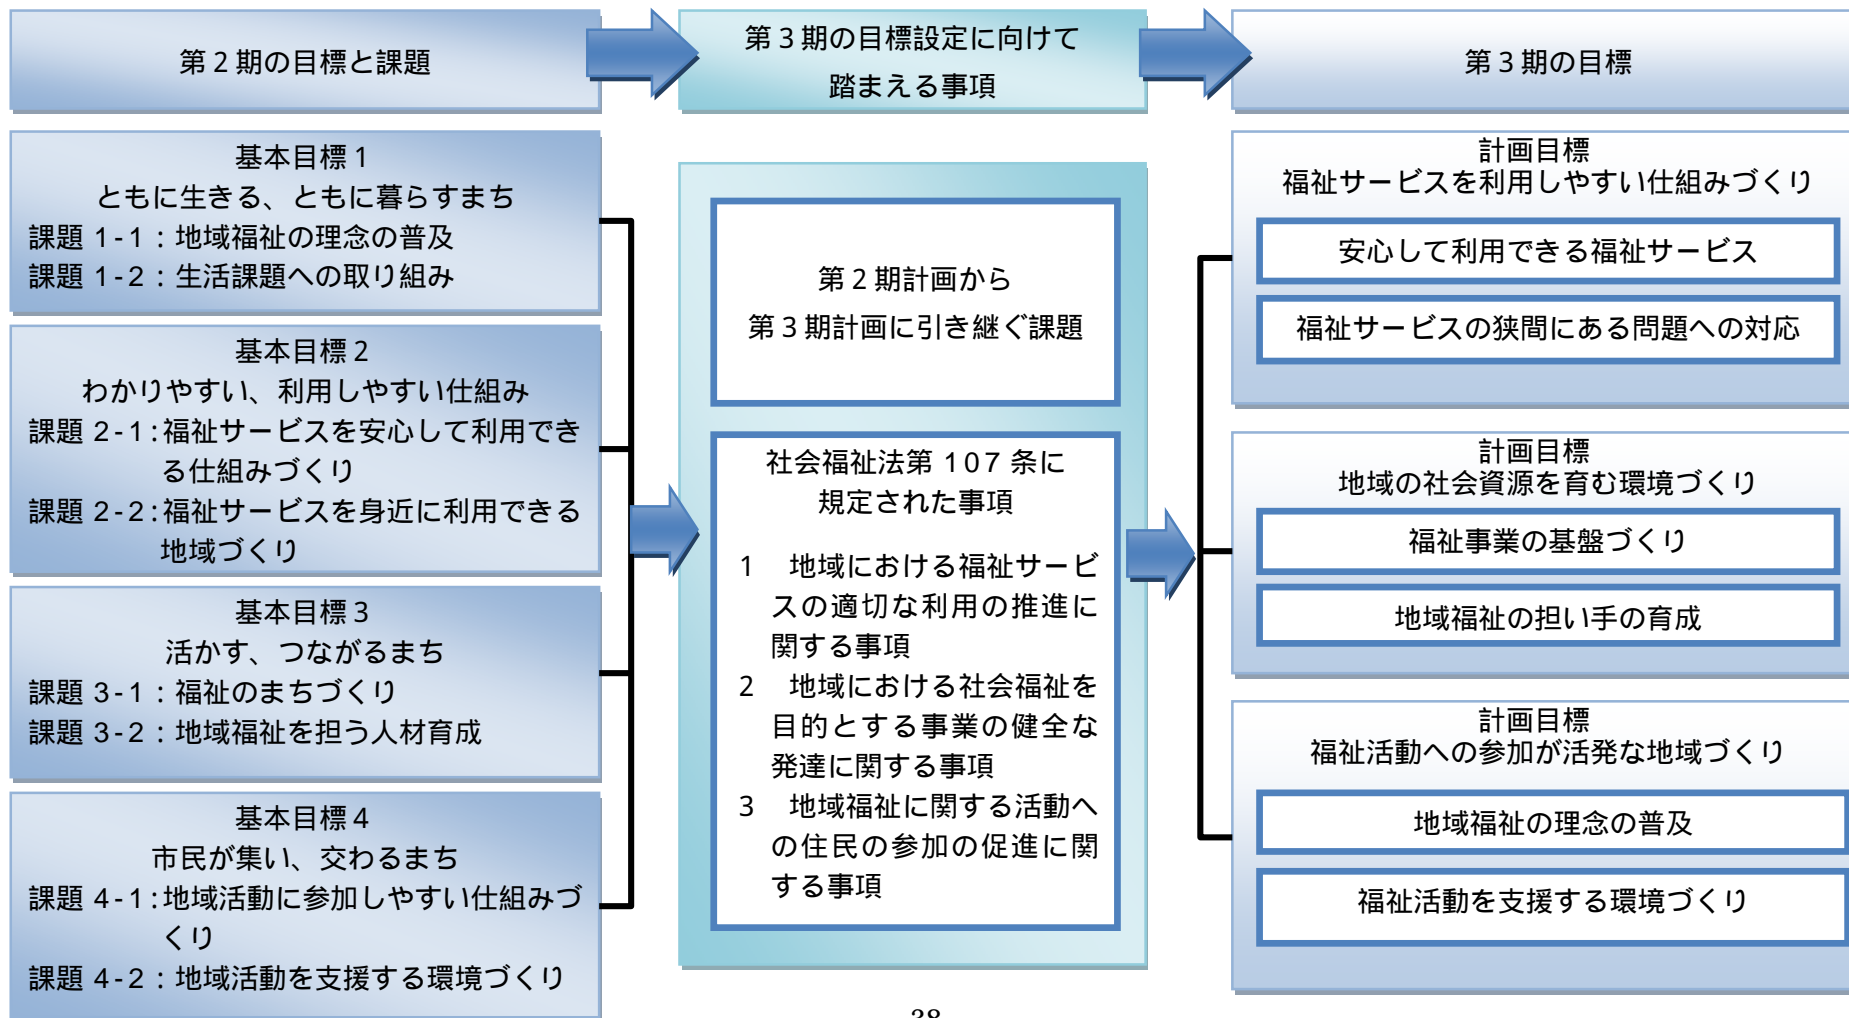 第2期の目標と課題
第3期の目標設定に向けて
踏まえる事項
第3期の目標
基本目標1
ともに生きる、ともに暮らすまち
課題 1-1：地域福祉の理念の普及
課題 1-2：生活課題への取り組み
基本目標2
わかりやすい、利用しやすい仕組み
課題 2-1：福祉サービスを安心して利用でき
る仕組みづくり
課題 2-2：福祉サービスを身近に利用できる
地域づくり
基本目標3
活かす、つながるまち
課題 3-1：福祉のまちづくり
課題 3-2：地域福祉を担う人材育成
基本目標4
市民が集い、交わるまち
課題 4-1：地域活動に参加しやすい仕組みづ
くり
課題 4-2：地域活動を支援する環境づくり
第2期計画から
第3期計画に引き継ぐ課題
社会福祉法第 107 条に
規定された事項
1 地域における福祉サービ
スの適切な利用の推進に
関する事項
2 地域における社会福祉を
目的とする事業の健全な
発達に関する事項
3 地域福祉に関する活動へ
の住民の参加の促進に関
する事項
計画目標
福祉サービスを利用しやすい仕組みづくり
安心して利用できる福祉サービス
福祉サービスの狭間にある問題への対応
計画目標
地域の社会資源を育む環境づくり
福祉事業の基盤づくり
地域福祉の担い手の育成
計画目標
福祉活動への参加が活発な地域づくり
地域福祉の理念の普及
福祉活動を支援する環境づくり
38